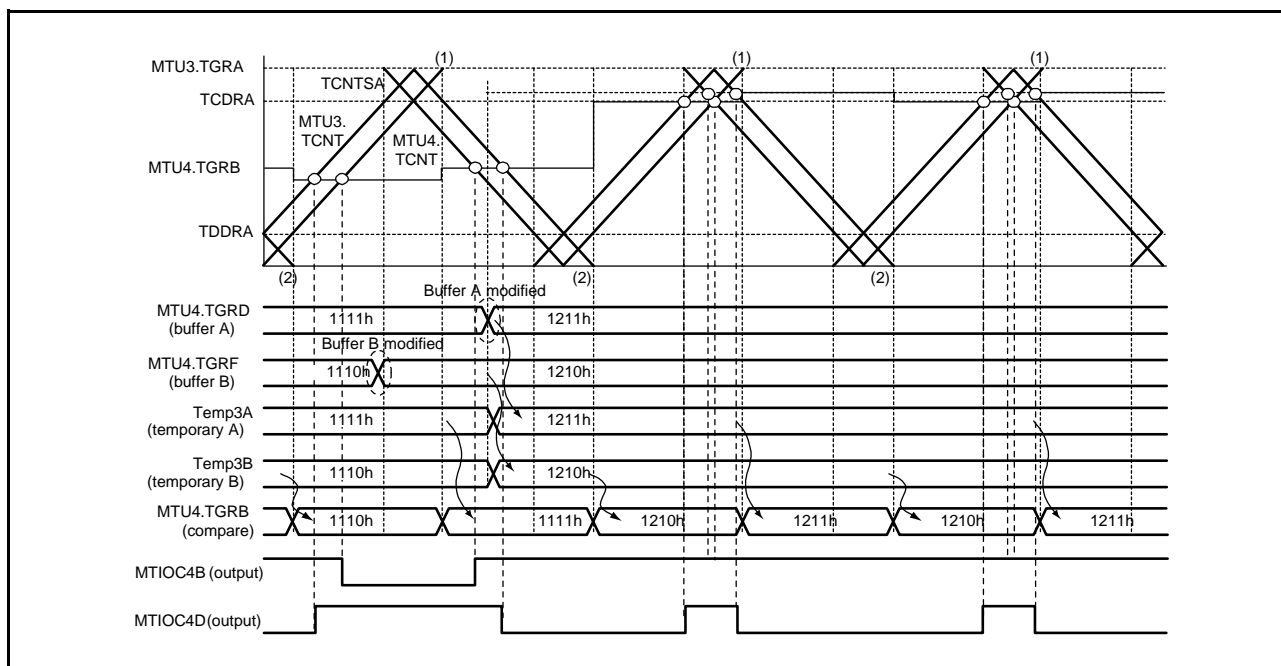 (1) (1) (1)
MTU3.TGRA
TCNTSA
TCDRA
MTU3.
TCNT
MTU4.
TCNT
MTU4.TGRB
TDDRA
(2) (2) (2)
Buffer A modified
MTU4.TGRD
(buffer A)
1111h 1211h
Buffer B modified
MTU4.TGRF
(buffer B)
1110h 1210h
Temp3A
(temporary A)
1111h 1211h
Temp3B
(temporary B)
1110h 1210h
MTU4.TGRB
(compare)
1110h 1111h 1210h 1211h 1210h 1211h
MTIOC4B (output)
MTIOC4D(output)